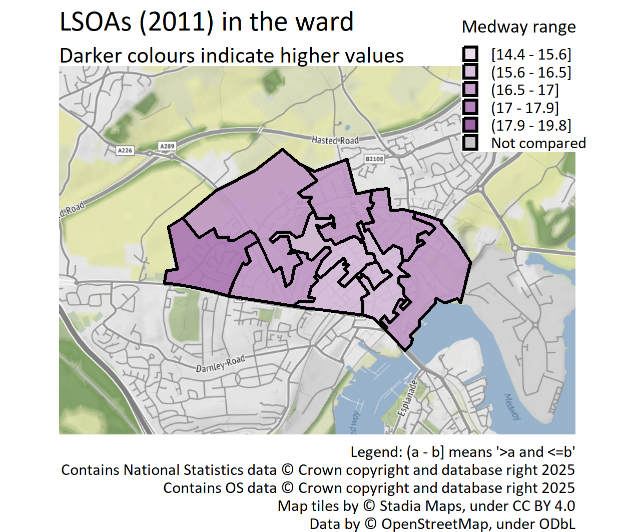 LSOAs (2011) in the ward
Darker colours indicate higher values
Medway range
[14.4 - 15.6]
(15.6 - 16.5]
(16.5 - 17]
(17 - 17.9]
(17.9 - 19.8]
Not compared
Hasted Road
A289
A226
B2108
d Road
Darnley Road
Esplanade
Medway
dway
Legend: (a - b] means '>a and <=b'
Contains National Statistics data © Crown copyright and database right 2025
Contains OS data © Crown copyright and database right 2025
Map tiles by © Stadia Maps, under CC BY 4.0
Data by © OpenStreetMap, under ODbL